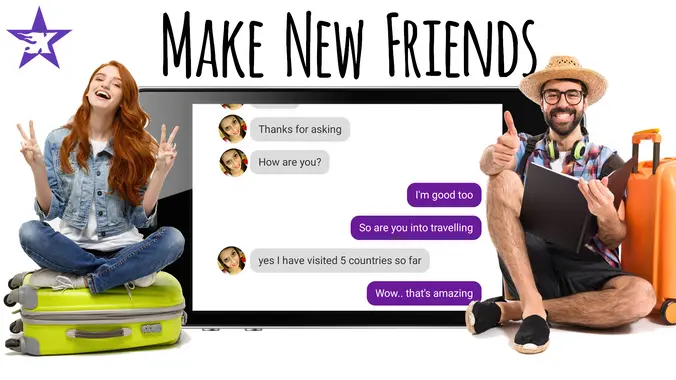 MAKE NEW FRIENDS
Thanks for asking
How are you?
I'm good too
So are you into travelling
yes I have visited 5 countries so far
Wow.. that's amazing